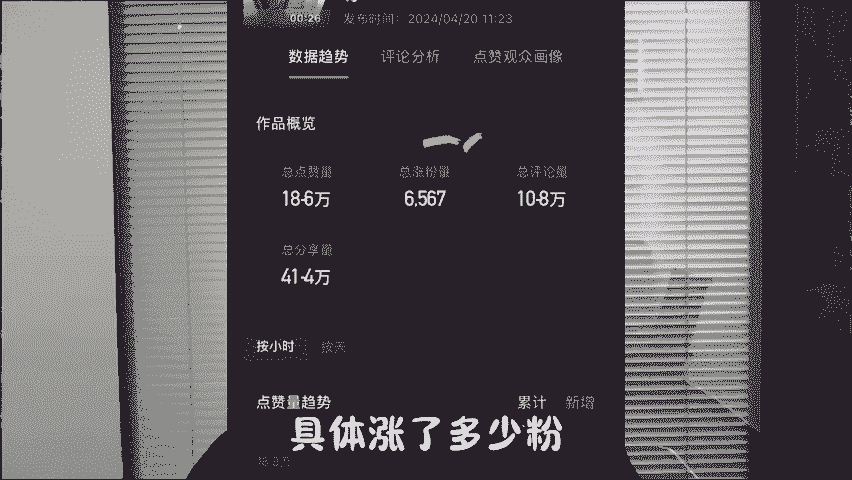 00:26 发布时间：2024/04/20 11:23
数据趋势 评论分析 点赞观众画像
作品概览
总点赞量 总涨粉量 总评论量
18.6万 6,567 10.8万
总分享量
41.4万
按小时 按天
点赞量趋势 累计 新增
具体涨了多少粉